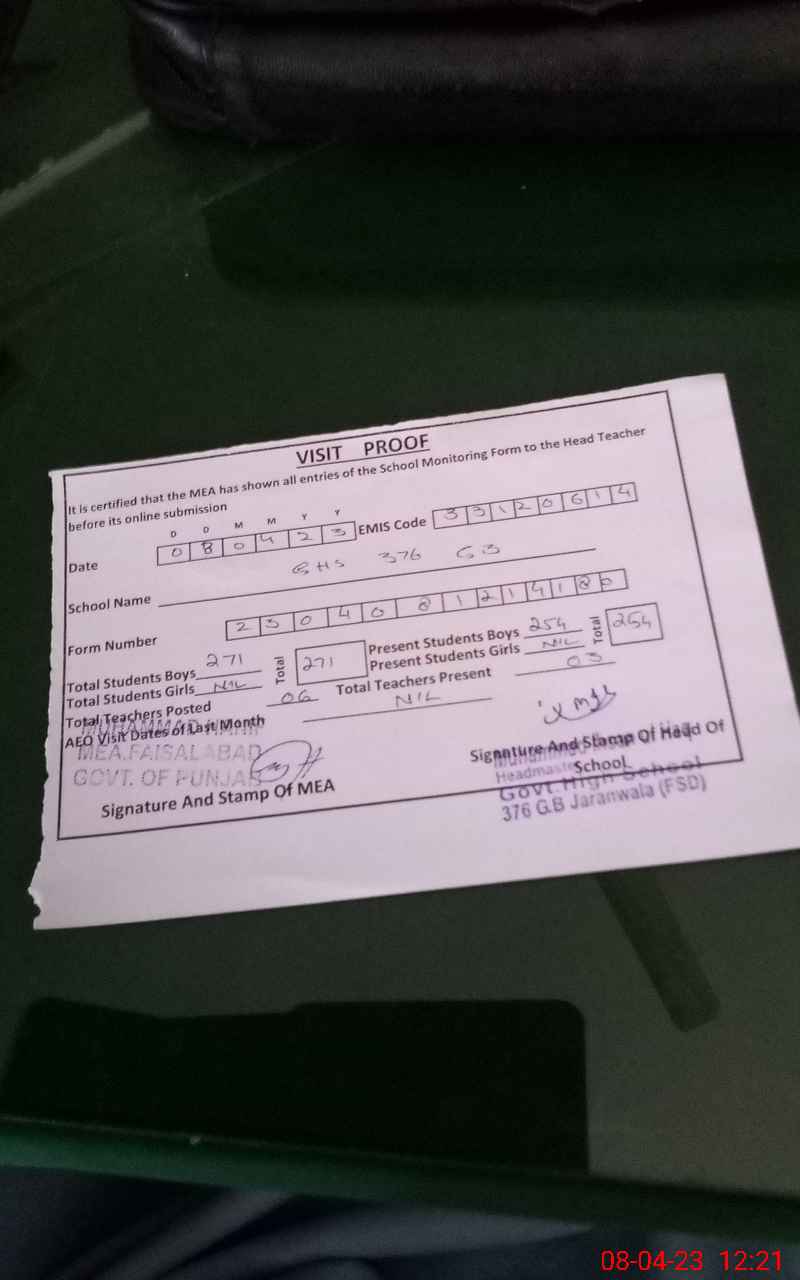 VISIT PROOF
It is certified that the MEA has shown all entries of the School Monitoring Form to the Head Teacher
before its online submission
D D M M Y Y
Date 0 8 0 4 2 3 EMIS Code 3 3 1 2 0 6 1 4
School Name GHS 376 GB
Form Number 2 3 0 4 0 8 1 2 1 4 1 8 0
Total Students Boys 271 Total 271 Present Students Boys 254 Total 254
Total Students Girls NIL Present Students Girls NIL
Total Teachers Posted 06 Total Teachers Present 03
AEO Visit Dates of Last Month NIL
MUHAMMAD
MEA.FAISALABAD
GOVT. OF PUNJAB
Signature And Stamp Of MEA
Signature And Stamp Of Head Of
School
Muhammad
Headmaster
Govt. High School
376 G.B Jaranwala (FSD)
08-04-23 12:21